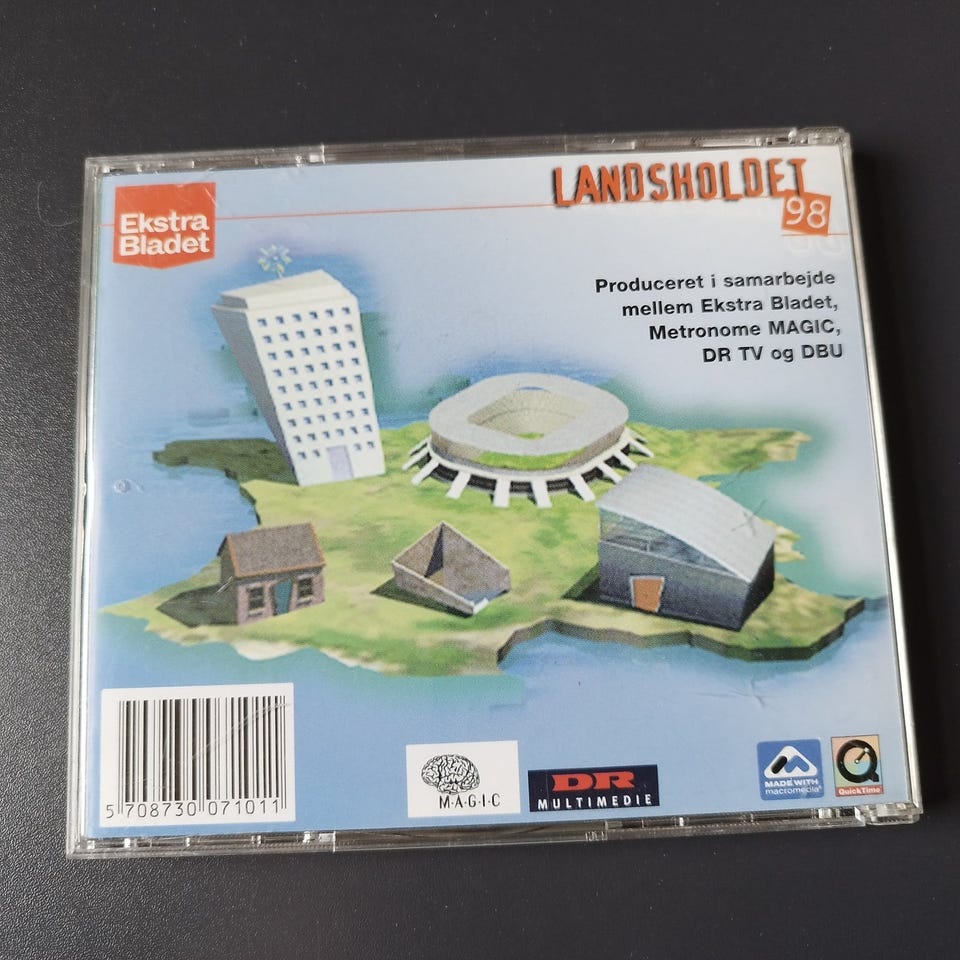 Ekstra
Bladet
LANDSHOLDET
98
Produceret i samarbejde
mellem Ekstra Bladet,
Metronome MAGIC,
DR TV og DBU
5 708730 071011
M·A·G·I·C
DR
MULTIMEDIE
MADE WITH
macromedia®
QuickTime